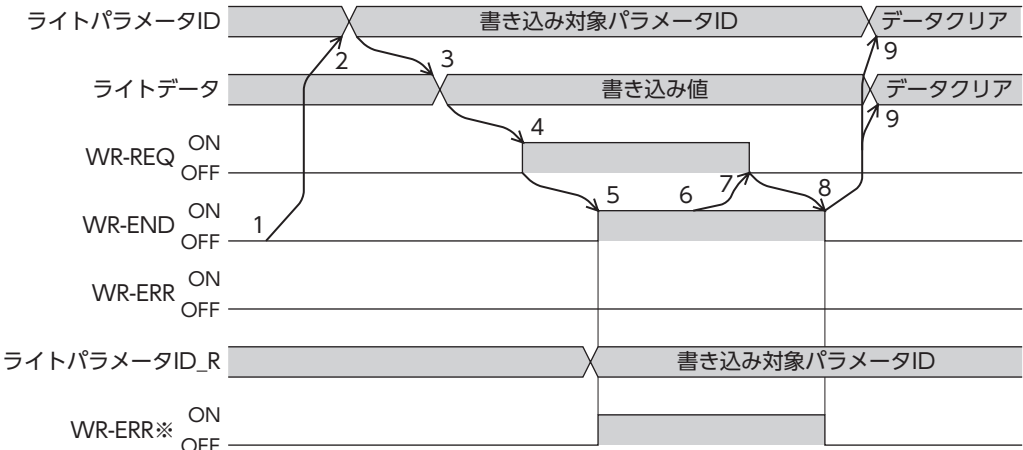 ライトパラメータID 書き込み対象パラメータID データクリア
2 3 9
ライトデータ 書き込み値 データクリア
9
4
WR-REQ ON
OFF
5 6 7 8
WR-END ON
OFF
1
WR-ERR ON
OFF
ライトパラメータID_R 書き込み対象パラメータID
WR-ERR※ ON
OFF